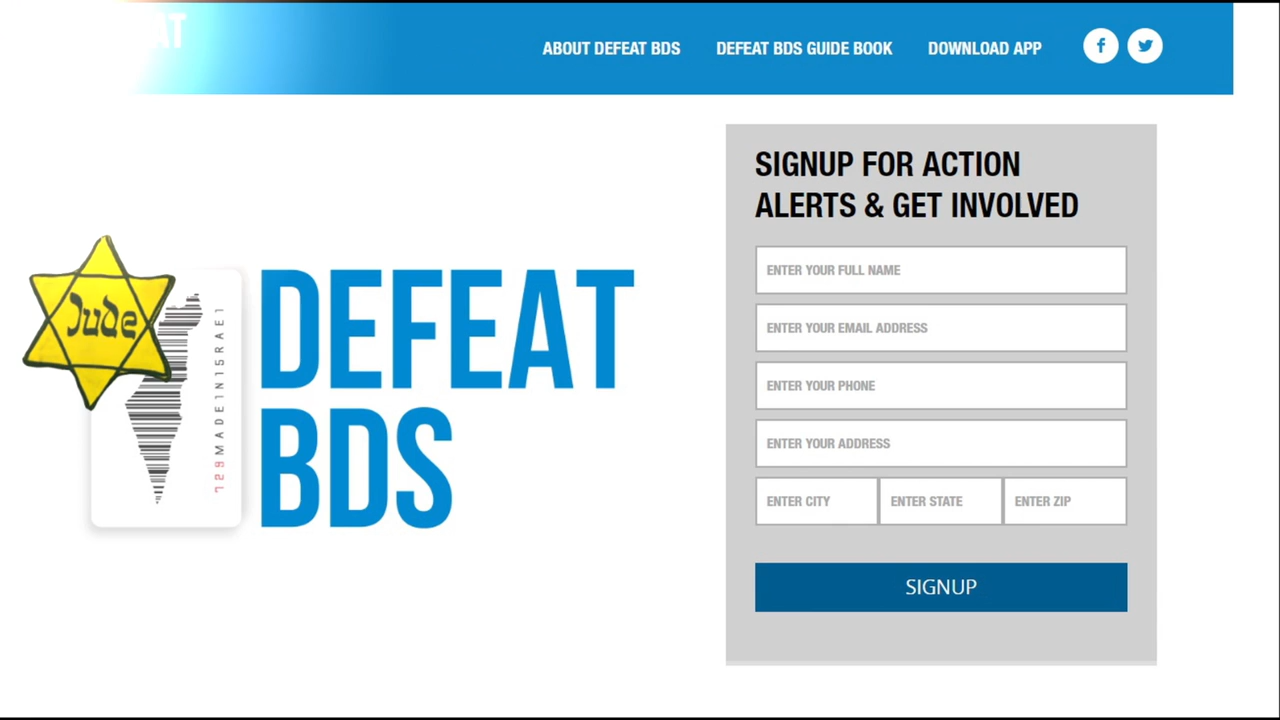 ABOUT DEFEAT BDS
DEFEAT BDS GUIDE BOOK
DOWNLOAD APP
f
Jude
729MADEIN15RAE1
DEFEAT
BDS
SIGNUP FOR ACTION
ALERTS & GET INVOLVED
ENTER YOUR FULL NAME
ENTER YOUR EMAIL ADDRESS
ENTER YOUR PHONE
ENTER YOUR ADDRESS
ENTER CITY
ENTER STATE
ENTER ZIP
SIGNUP